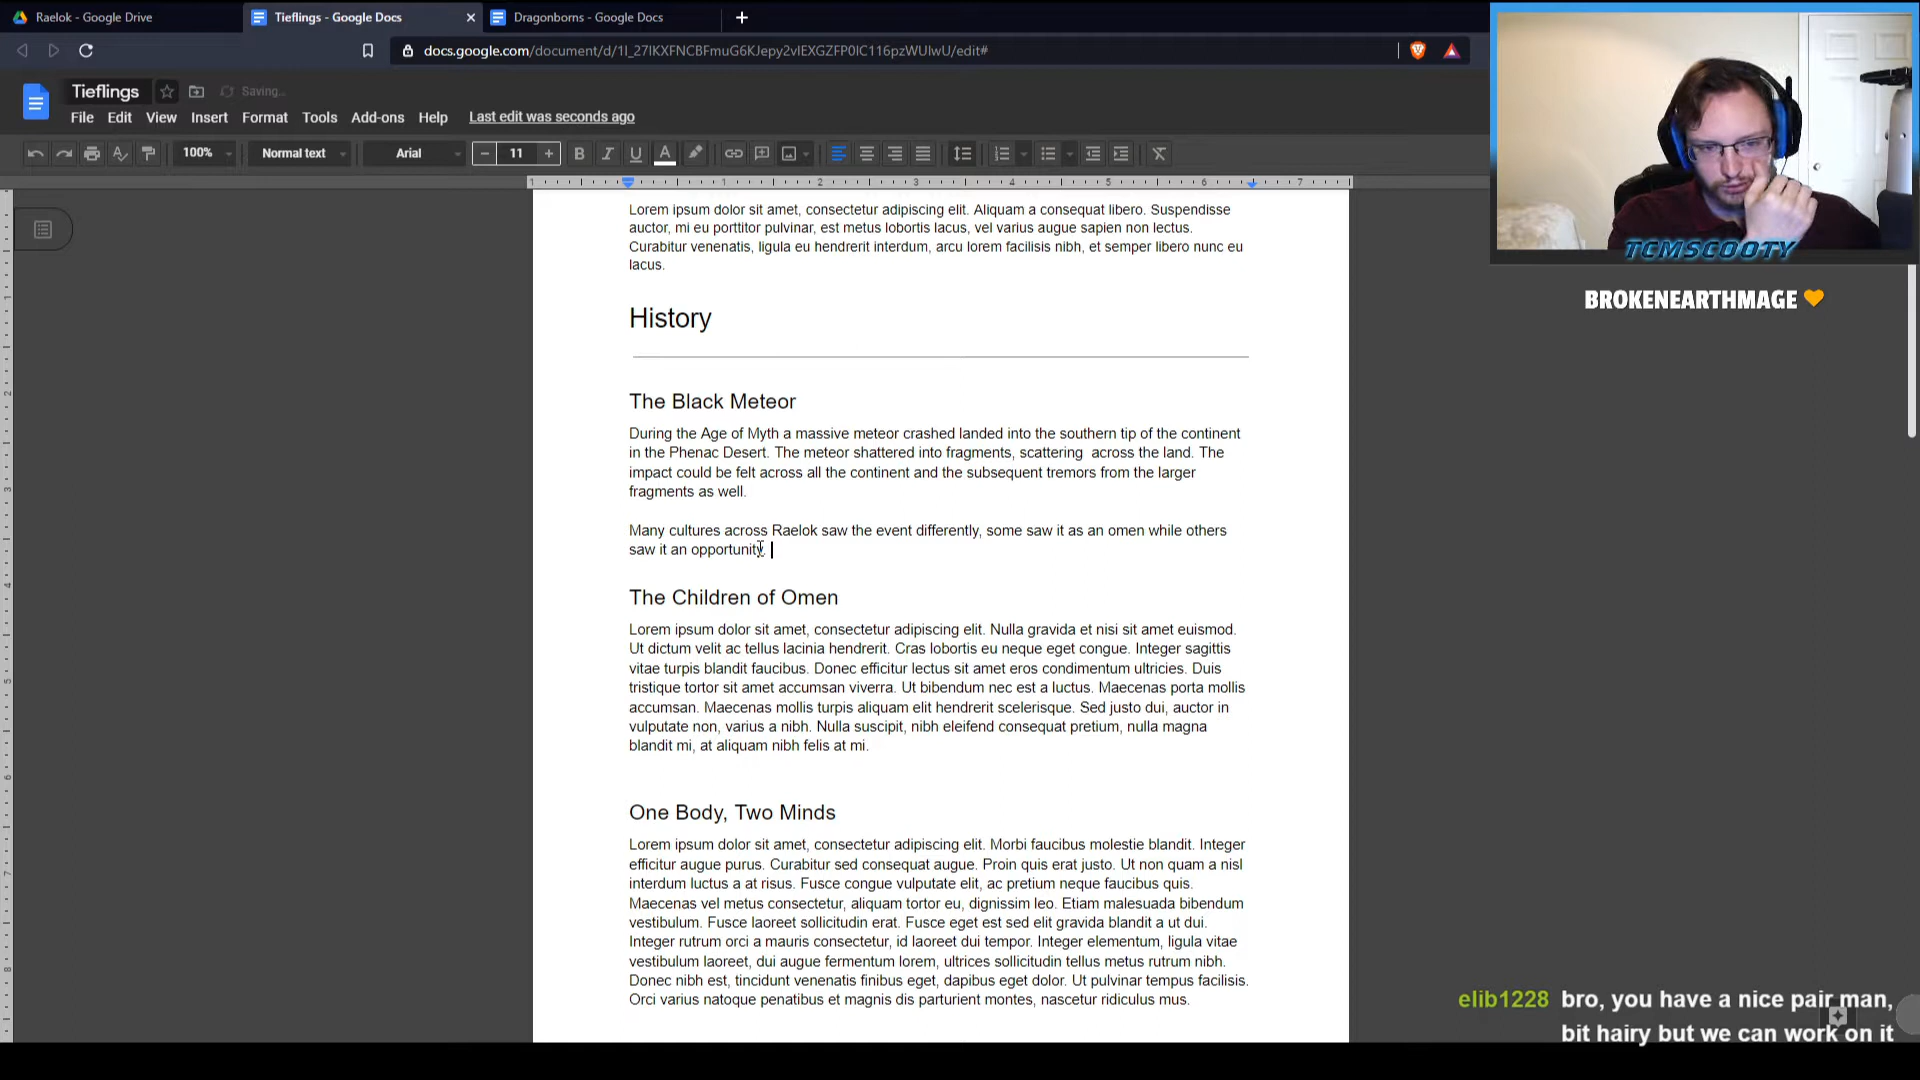 Raelok - Google Drive
Tieflings - Google Docs
Dragonborns - Google Docs
docs.google.com/document/d/1I_27IKXFNCBFmuG6KJepy2vIEXGZFP0IC116pzWUlwU/edit#
Tieflings
Saving...
File Edit View Insert Format Tools Add-ons Help Last edit was seconds ago
100% Normal text Arial 11
Lorem ipsum dolor sit amet, consectetur adipiscing elit. Aliquam a consequat libero. Suspendisse
auctor, mi eu porttitor pulvinar, est metus lobortis lacus, vel varius augue sapien non lectus.
Curabitur venenatis, ligula eu hendrerit interdum, arcu lorem facilisis nibh, et semper libero nunc eu
lacus.
History
The Black Meteor
During the Age of Myth a massive meteor crashed landed into the southern tip of the continent
in the Phenac Desert. The meteor shattered into fragments, scattering  across the land. The
impact could be felt across all the continent and the subsequent tremors from the larger
fragments as well.
Many cultures across Raelok saw the event differently, some saw it as an omen while others
saw it an opportunity.
The Children of Omen
Lorem ipsum dolor sit amet, consectetur adipiscing elit. Nulla gravida et nisi sit amet euismod.
Ut dictum velit ac tellus lacinia hendrerit. Cras lobortis eu neque eget congue. Integer sagittis
vitae turpis blandit faucibus. Donec efficitur lectus sit amet eros condimentum ultricies. Duis
tristique tortor sit amet accumsan viverra. Ut bibendum nec est a luctus. Maecenas porta mollis
accumsan. Maecenas mollis turpis aliquam elit hendrerit scelerisque. Sed justo dui, auctor in
vulputate non, varius a nibh. Nulla suscipit, nibh eleifend consequat pretium, nulla magna
blandit mi, at aliquam nibh felis at mi.
One Body, Two Minds
Lorem ipsum dolor sit amet, consectetur adipiscing elit. Morbi faucibus molestie blandit. Integer
efficitur augue purus. Curabitur sed consequat augue. Proin quis erat justo. Ut non quam a nisl
interdum luctus a at risus. Fusce congue vulputate elit, ac pretium neque faucibus quis.
Maecenas vel metus consectetur, aliquam tortor eu, dignissim leo. Etiam malesuada bibendum
vestibulum. Fusce laoreet sollicitudin erat. Fusce eget est sed elit gravida blandit a ut dui.
Integer rutrum orci a mauris consectetur, id laoreet dui tempor. Integer elementum, ligula vitae
vestibulum laoreet, dui augue fermentum lorem, ultrices sollicitudin tellus metus rutrum nibh.
Donec nibh est, tincidunt venenatis finibus eget, dapibus eget dolor. Ut pulvinar tempus facilisis.
Orci varius natoque penatibus et magnis dis parturient montes, nascetur ridiculus mus.
TCMSCOOTY
BROKENEARTHMAGE
elib1228 bro, you have a nice pair man,
bit hairy but we can work on it